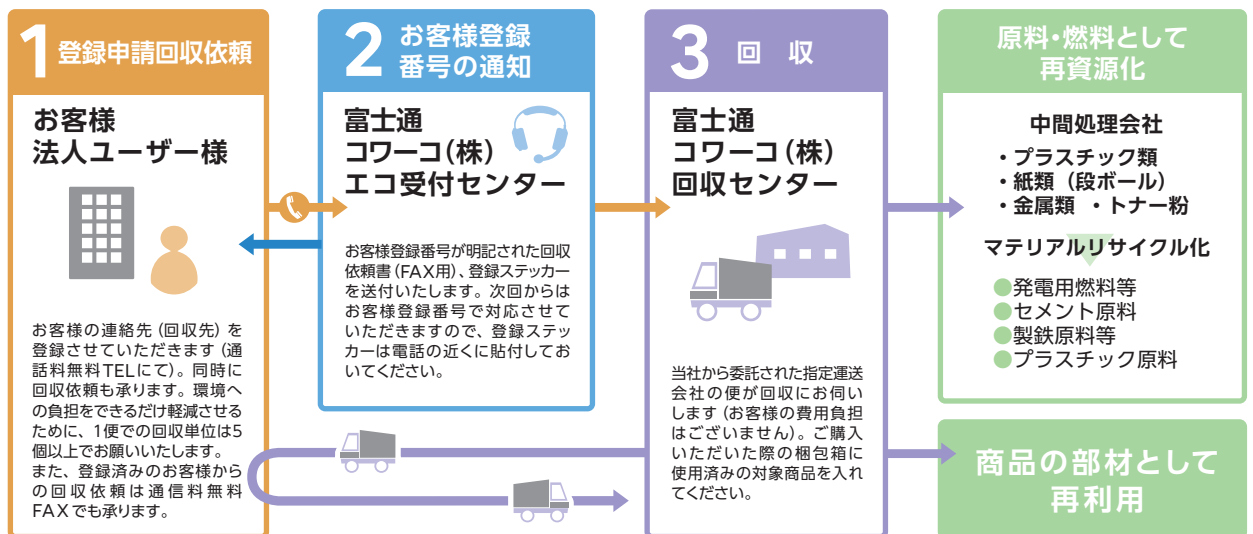 1 登録申請回収依頼
お客様
法人ユーザー様
お客様の連絡先（回収先）を
登録させていただきます（通
話料無料TELにて）。同時に
回収依頼も承ります。環境へ
の負担をできるだけ軽減させる
ために、1便での回収単位は5
個以上でお願いいたします。
また、登録済みのお客様から
の回収依頼は通信料無料
FAXでも承ります。
2 お客様登録
番号の通知
富士通
コワーコ（株）
エコ受付センター
お客様登録番号が明記された回収
依頼書（FAX用）、登録ステッカー
を送付いたします。次回からは
お客様登録番号で対応させて
いただきますので、登録ステッ
カーは電話の近くに貼付してお
いてください。
3 回 収
富士通
コワーコ（株）
回収センター
当社から委託された指定運送
会社の便が回収にお伺い
します（お客様の費用負担
はございません）。ご購入
いただいた際の梱包箱に
使用済みの対象商品を入れ
てください。
原料・燃料として
再資源化
中間処理会社
・プラスチック類
・紙類（段ボール）
・金属類 ・トナー粉
マテリアルリサイクル化
●発電用燃料等
●セメント原料
●製鉄原料等
●プラスチック原料
商品の部材として
再利用